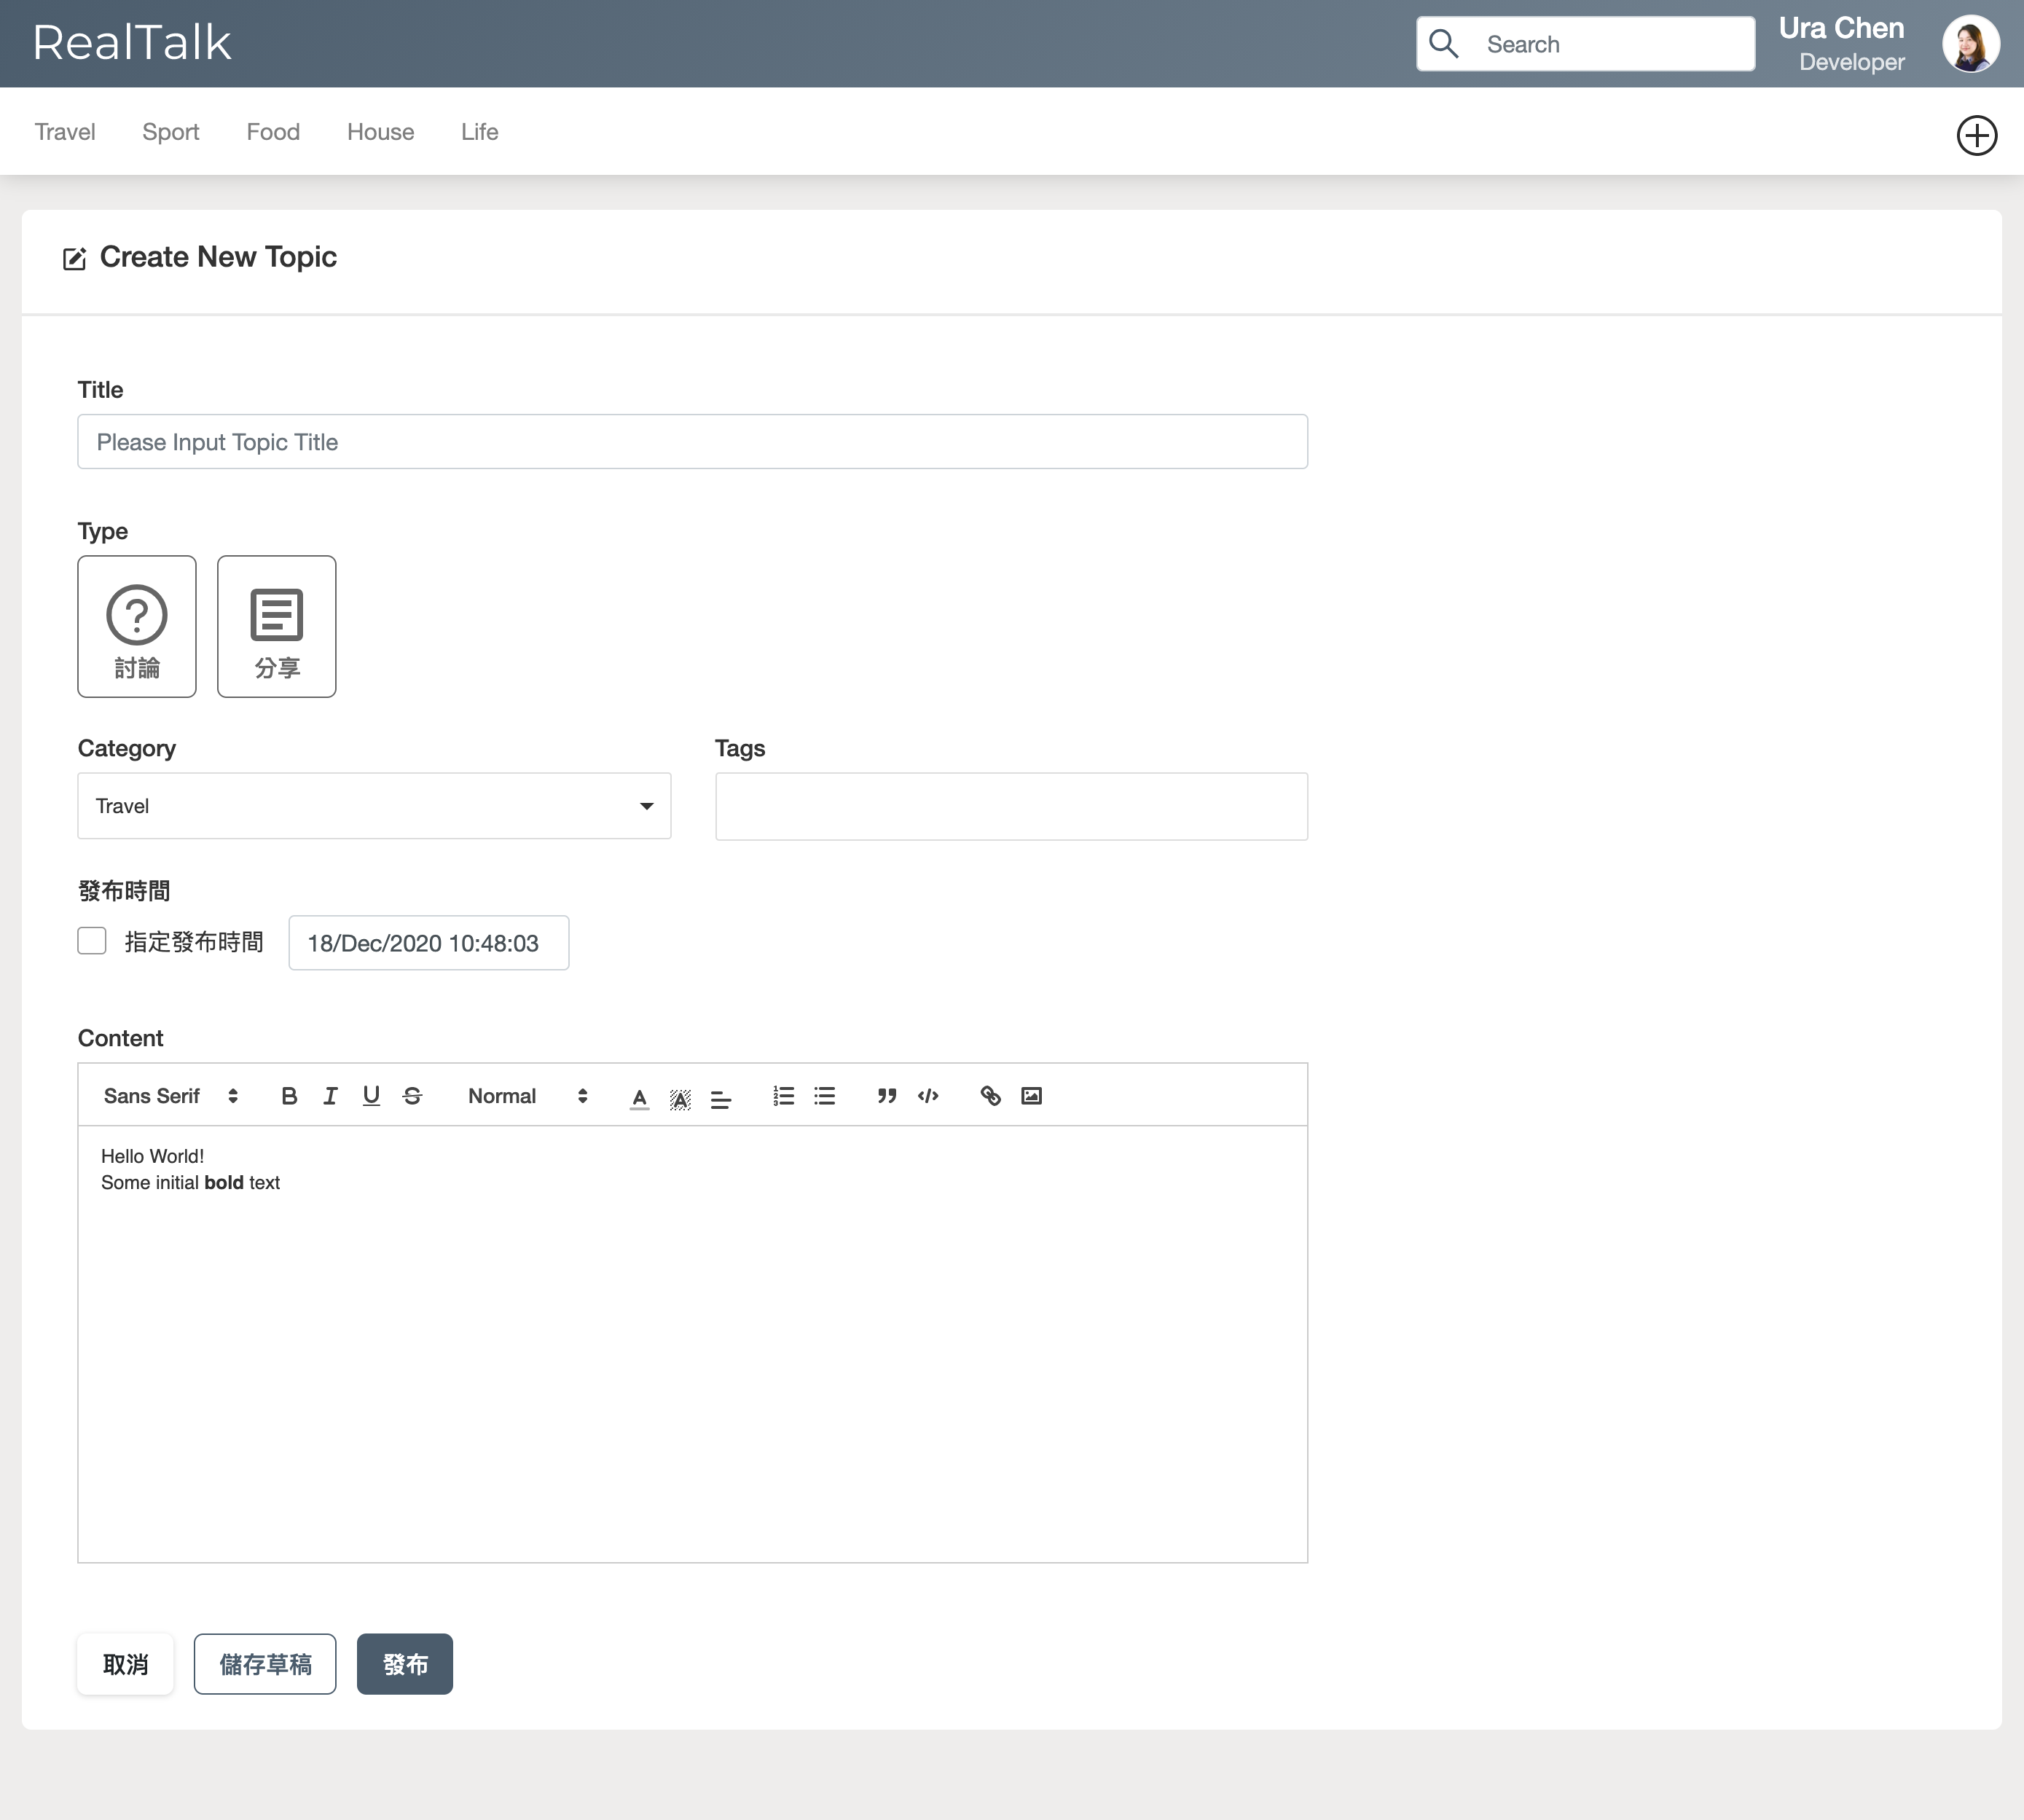 RealTalk
Search
Ura Chen
Developer
Travel Sport Food House Life
Create New Topic
Title
Please Input Topic Title
Type
討論 分享
Category Tags
Travel
發布時間
指定發布時間 18/Dec/2020 10:48:03
Content
Sans Serif B I U S Normal A A
Hello World!
Some initial bold text
取消 儲存草稿 發布